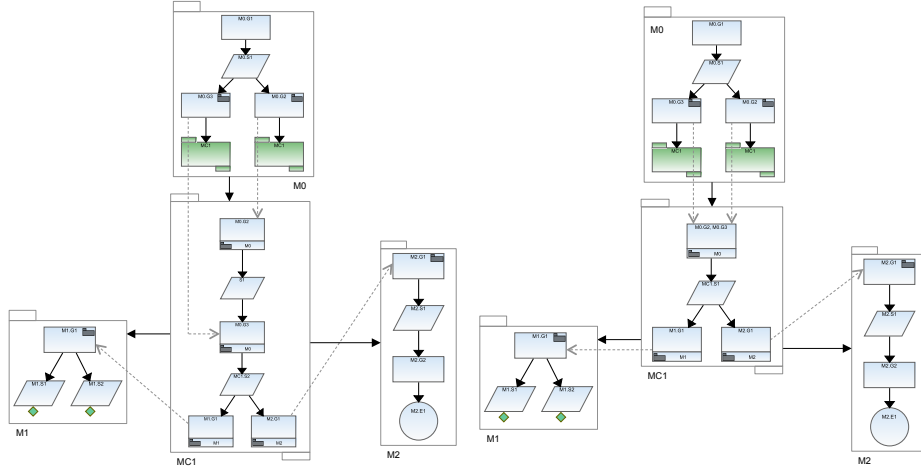 M0.G1
M0.S1
M0.G3
M0.G2
MC1
MC1
M0
M0.G2
M0
S1
M0.G3
M0
MC1.S2
M1.G1
M1
M2.G1
M2
MC1
M1.G1
M1.S1
M1.S2
M1
M2.G1
M2.S1
M2.G2
M2.E1
M2
M0
M0.G1
M0.S1
M0.G3
M0.G2
MC1
MC1
M0.G2, M0.G3
M0
MC1.S1
M1.G1
M1
M2.G1
M2
MC1
M1.G1
M1.S1
M1.S2
M1
M2.G1
M2.S1
M2.G2
M2.E1
M2